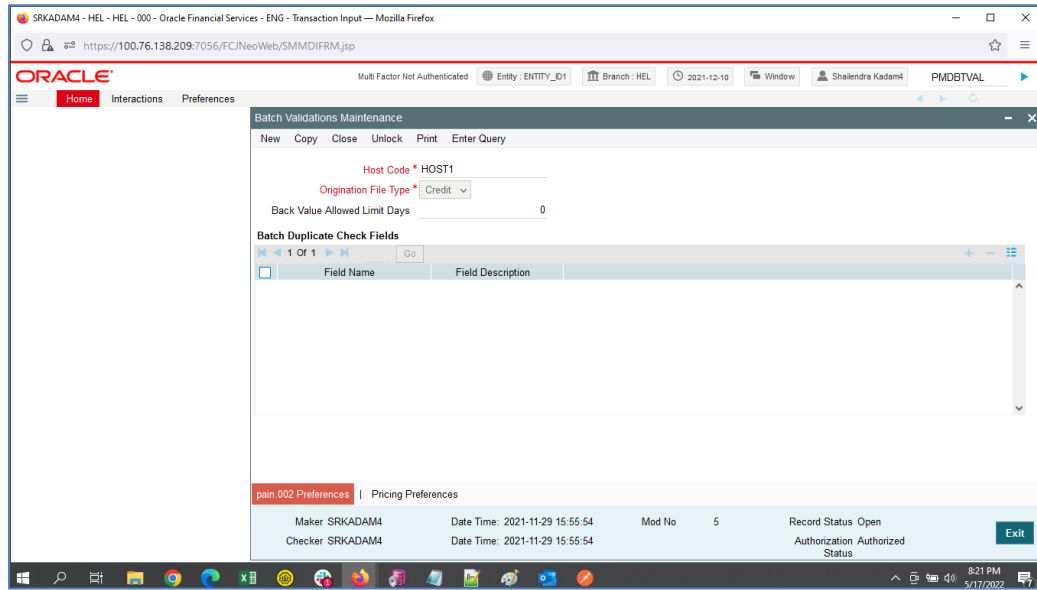 SRKADAM4 - HEL - HEL - 000 - Oracle Financial Services - ENG - Transaction Input — Mozilla Firefox
https://100.76.138.209:7056/FCJNeoWeb/SMMDIFRM.jsp
ORACLE Multi Factor Not Authenticated Entity : ENTITY_ID1 Branch : HEL 2021-12-10 Window Shailendra Kadam4 PMDBTVAL
Home Interactions Preferences
Batch Validations Maintenance
New Copy Close Unlock Print Enter Query
Host Code * HOST1
Origination File Type * Credit
Back Value Allowed Limit Days 0
Batch Duplicate Check Fields
1 Of 1 Go
Field Name Field Description
pain.002 Preferences | Pricing Preferences
Maker SRKADAM4 Date Time: 2021-11-29 15:55:54 Mod No 5 Record Status Open
Checker SRKADAM4 Date Time: 2021-11-29 15:55:54 Authorization Status Authorized
Exit
8:21 PM
5/17/2022